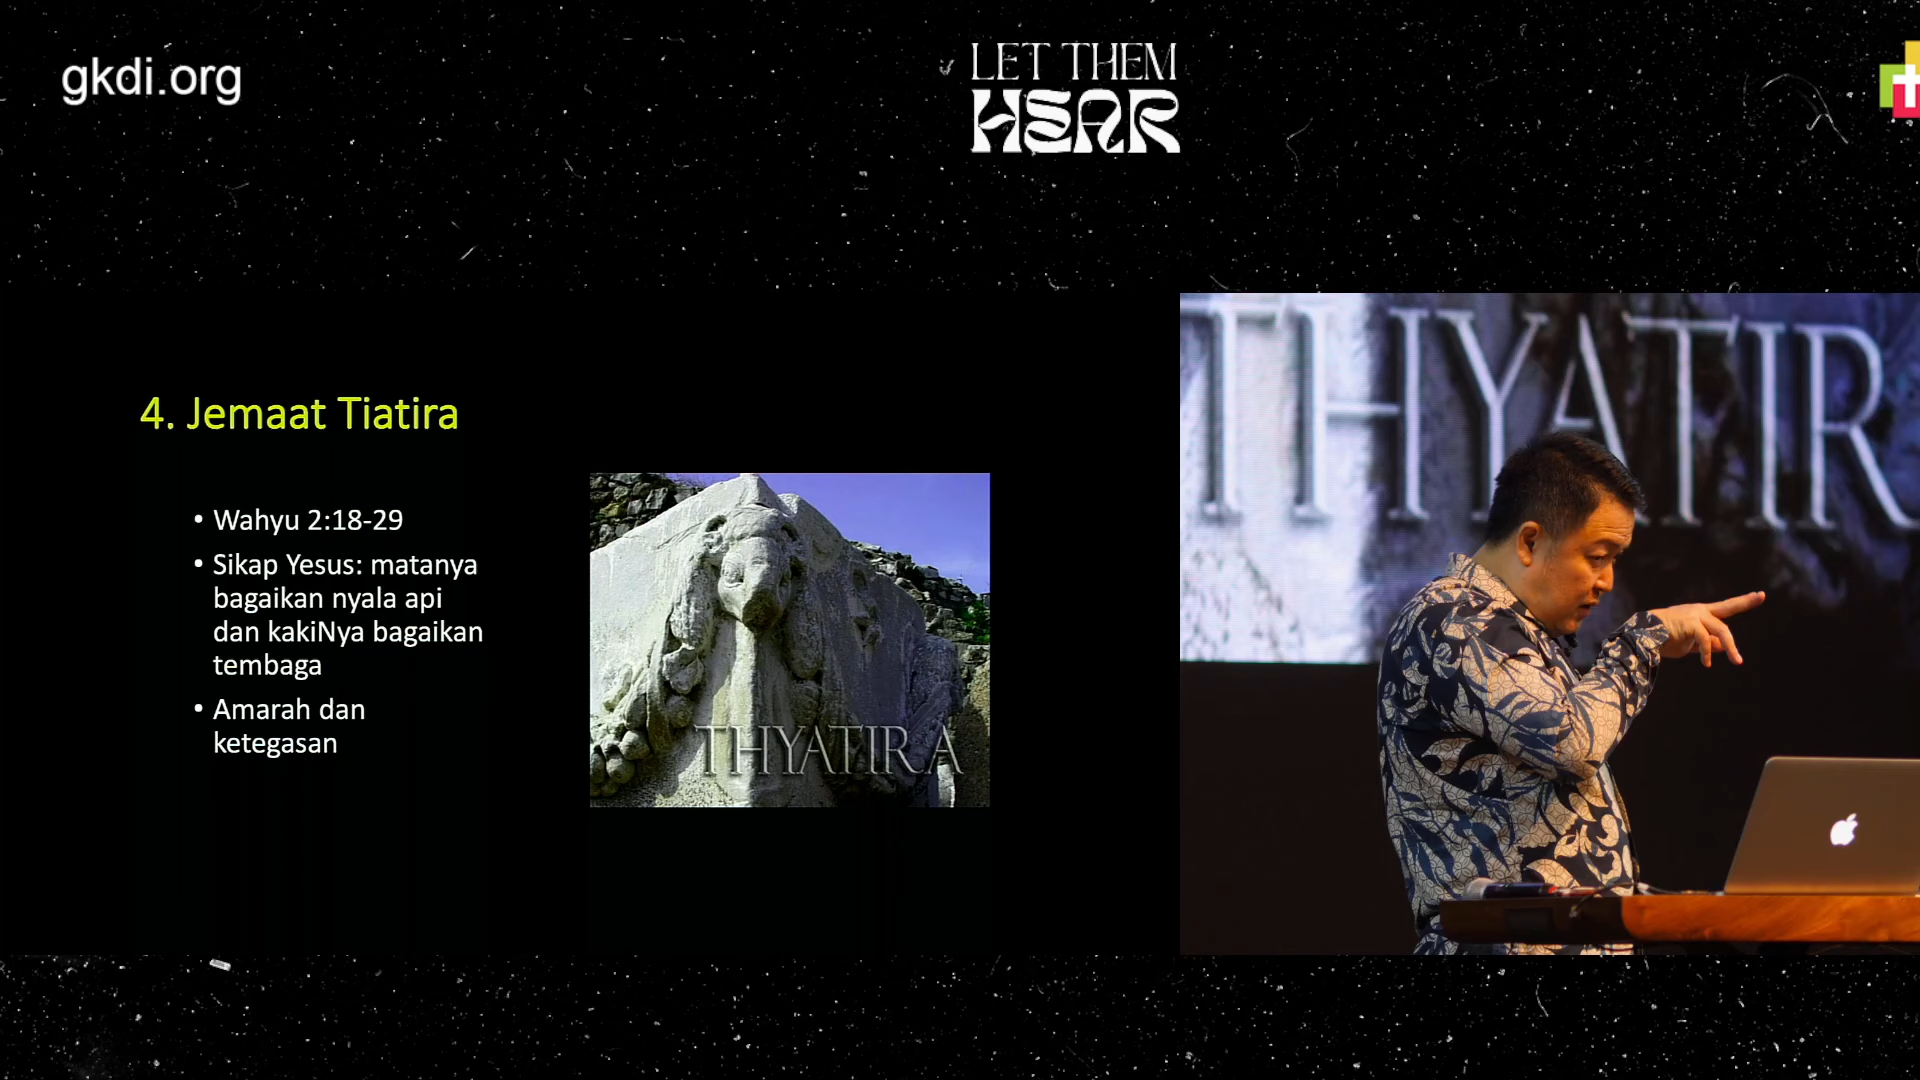 gkdi.org
LET THEM
HEAR
THYATIR
4. Jemaat Tiatira
• Wahyu 2:18-29
• Sikap Yesus: matanya
bagaikan nyala api
dan kakiNya bagaikan
tembaga
• Amarah dan
ketegasan
THYATIRA